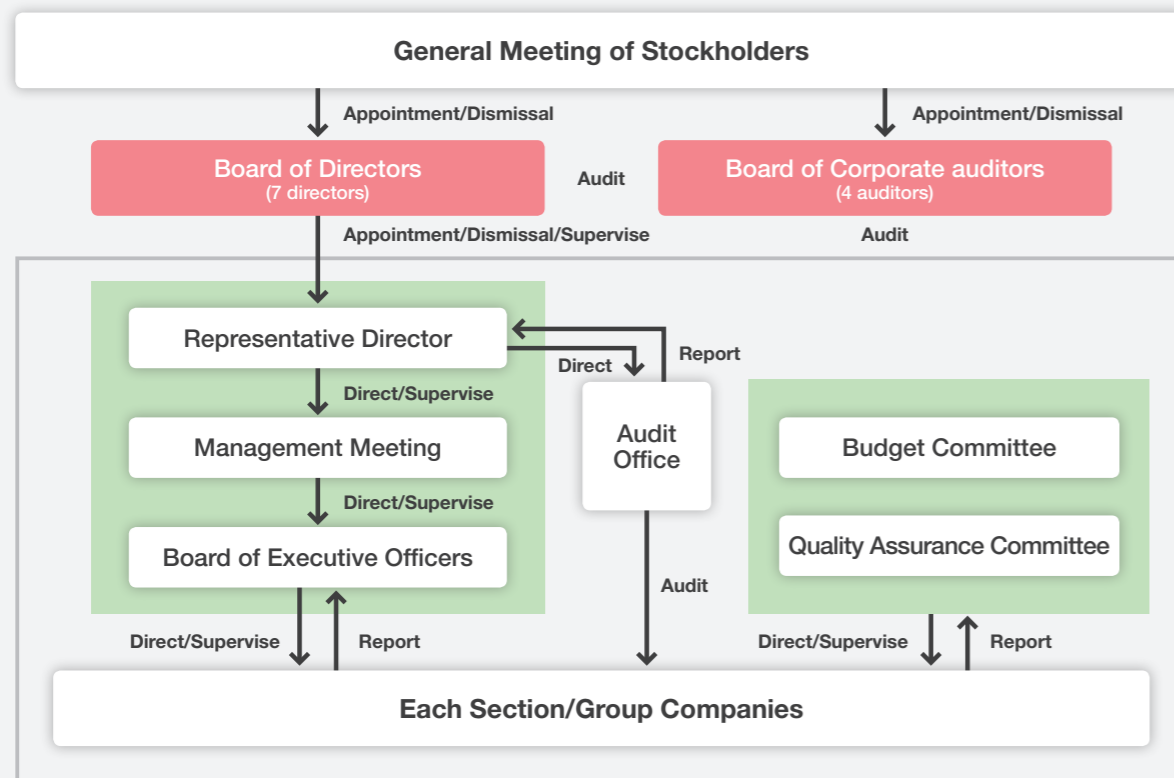 General Meeting of Stockholders
Appointment/Dismissal
Appointment/Dismissal
Board of Directors
(7 directors)
Audit
Board of Corporate auditors
(4 auditors)
Appointment/Dismissal/Supervise
Audit
Representative Director
Direct
Report
Direct/Supervise
Management Meeting
Audit
Office
Budget Committee
Direct/Supervise
Board of Executive Officers
Quality Assurance Committee
Audit
Direct/Supervise
Report
Direct/Supervise
Report
Each Section/Group Companies